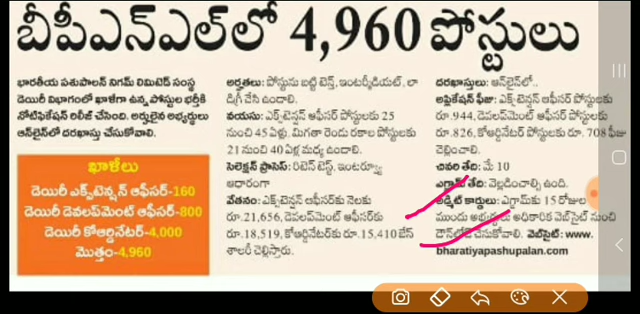 బీపీఎన్ఎల్‌లో 4,960 పోస్టులు
భారతీయ పశుపాలన్ నిగమ్ లిమిటెడ్ సంస్థ
డెయిరీ విభాగంలో ఖాళీగా ఉన్న పోస్టుల భర్తీకి
నోటిఫికేషన్ రిలీజ్ చేసింది. అర్హులైన అభ్యర్థులు
ఆన్‌లైన్‌లో దరఖాస్తు చేసుకోవాలి.
ఖాళీలు
డెయిరీ ఎక్స్‌టెన్షన్ ఆఫీసర్-160
డెయిరీ డెవలప్‌మెంట్ ఆఫీసర్-800
డెయిరీ కోఆర్డినేటర్-4,000
మొత్తం-4,960
అర్హతలు: పోస్టును బట్టి టెన్త్, ఇంటర్మీడియట్, లా
డిగ్రీ చేసి ఉండాలి.
వయసు: ఎక్స్‌టెన్షన్ ఆఫీసర్ పోస్టులకు 25
నుంచి 45 ఏళ్లు, మిగతా రెండు రకాల పోస్టులకు
21 నుంచి 40 ఏళ్ల మధ్య ఉండాలి.
సెలెక్షన్ ప్రాసెస్: రిటెన్ టెస్ట్, ఇంటర్వ్యూ
ఆధారంగా
వేతనం: ఎక్స్‌టెన్షన్ ఆఫీసర్‌కు నెలకు
రూ.21,656, డెవలప్‌మెంట్ ఆఫీసర్‌కు
రూ.18,519, కోఆర్డినేటర్‌కు రూ.15,410 బేస్
శాలరీ చెల్లిస్తారు.
దరఖాస్తులు: ఆన్‌లైన్‌లో..
అప్లికేషన్ ఫీజు: ఎక్స్‌టెన్షన్ ఆఫీసర్ పోస్టులకు
రూ.944, డెవలప్‌మెంట్ ఆఫీసర్ పోస్టులకు
రూ.826, కోఆర్డినేటర్ పోస్టులకు రూ. 708 ఫీజు
చెల్లించాలి.
చివరి తేది: మే 10
ఎగ్జామ్ తేది: వెల్లడించాల్సి ఉంది.
అడ్మిట్ కార్డులు: ఎగ్జామ్‌కు 15 రోజుల
ముందు అభ్యర్థులు అధికారిక వెబ్‌సైట్ నుంచి
డౌన్‌లోడ్ చేసుకోవాలి. వెబ్‌సైట్: www.
bharatiyapashupalan.com